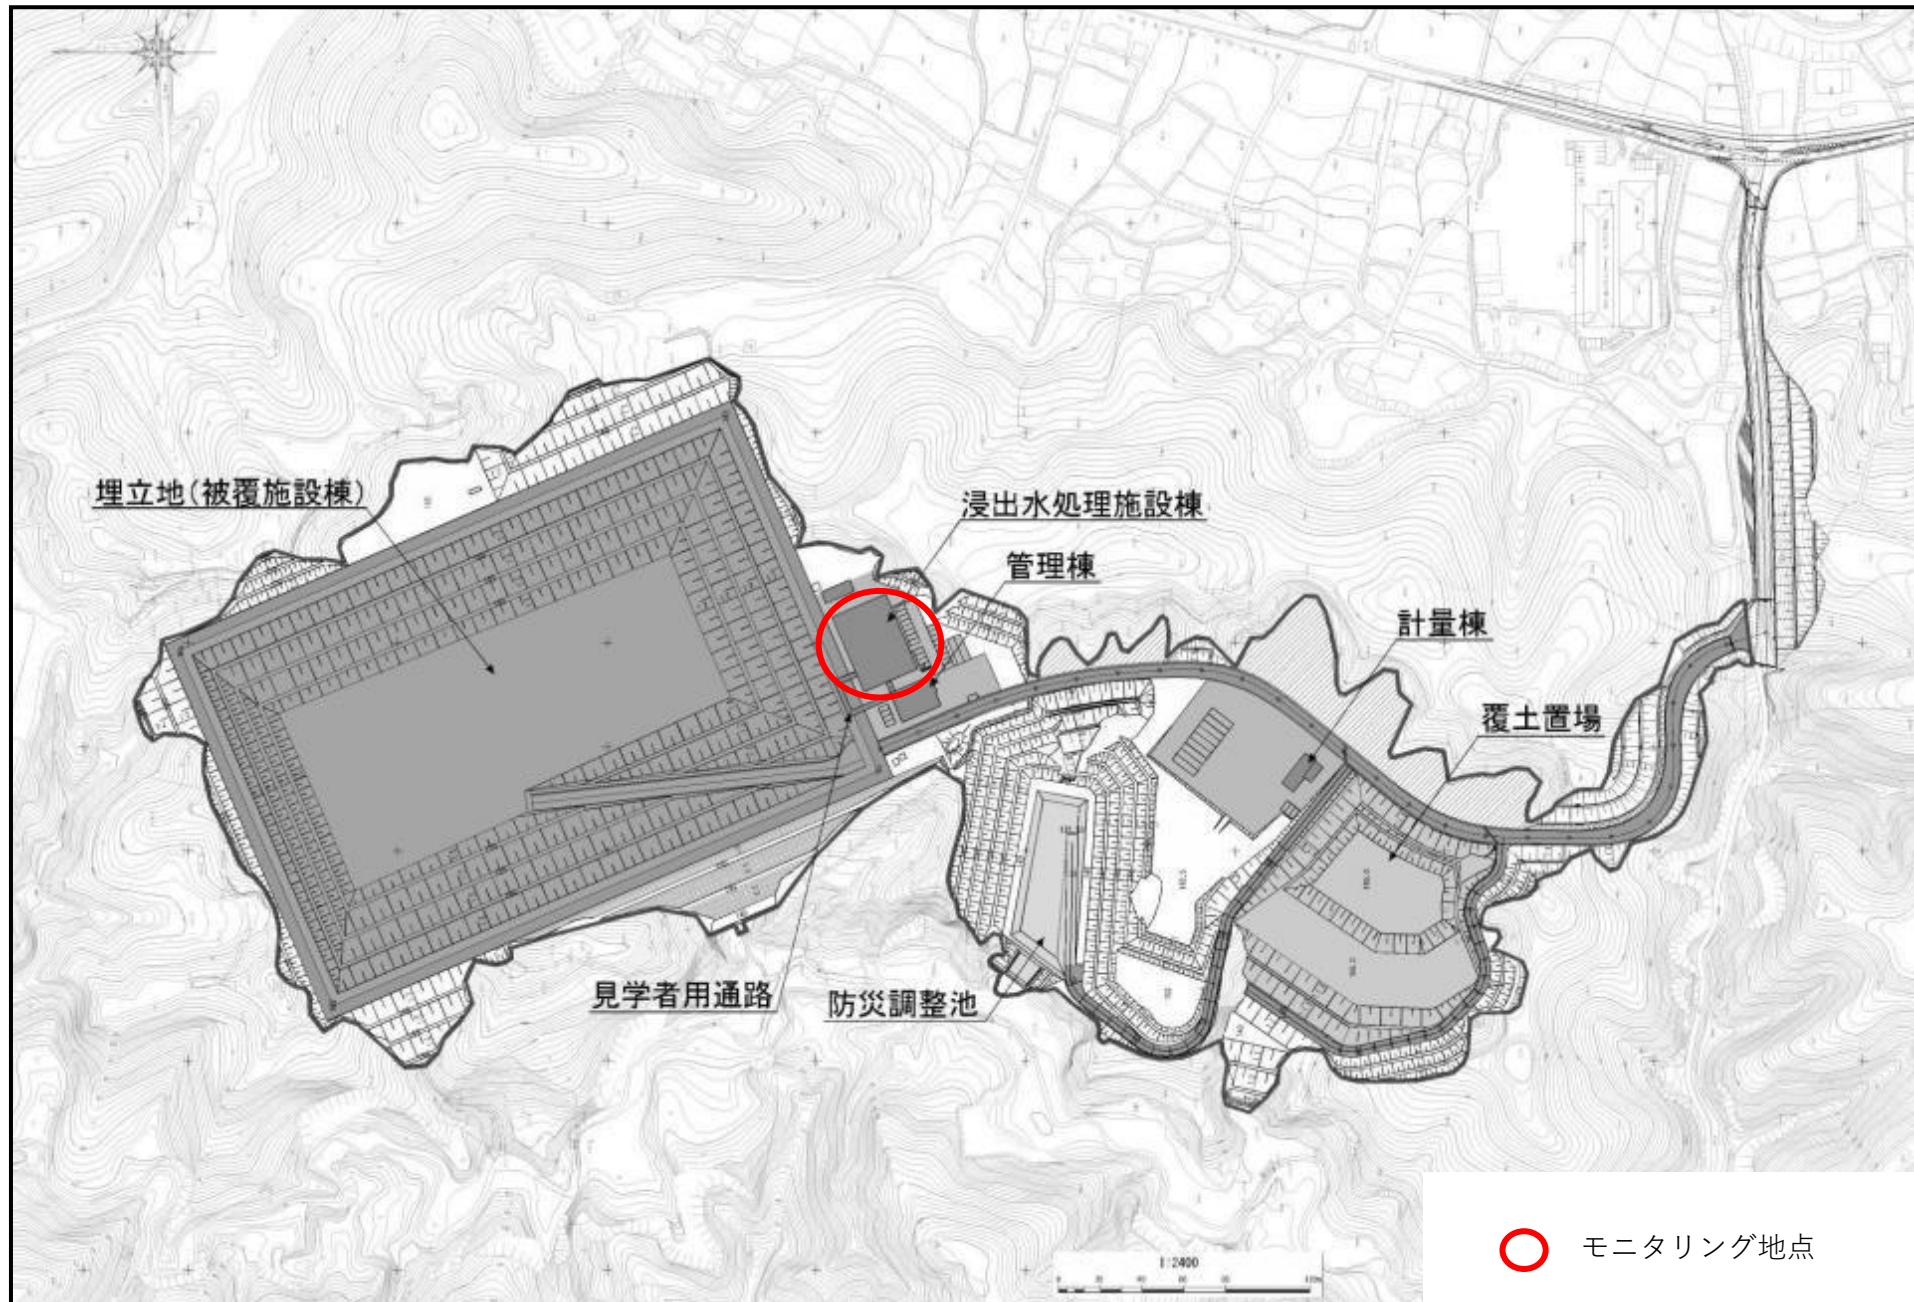 埋立地(被覆施設棟)
浸出水処理施設棟
管理棟
計量棟
覆土置場
見学者用通路
防災調整池
1:2400
モニタリング地点